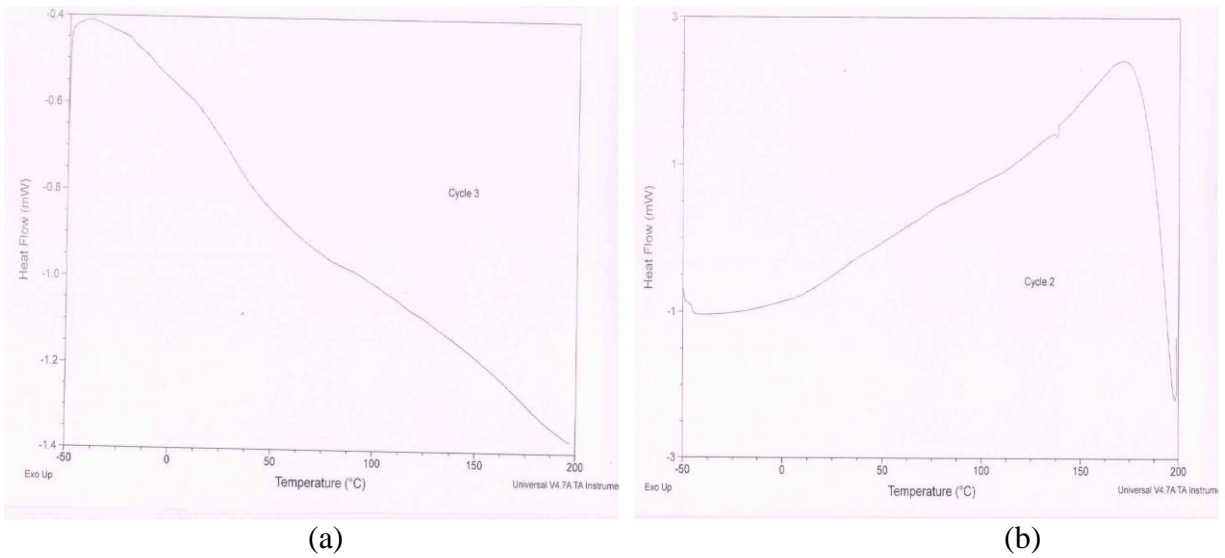 -0.4
-0.6
-0.8
-1.0
-1.2
-1.4
Heat Flow (mW)
Cycle 3
-50
0
50
100
150
200
Exo Up
Temperature (°C)
Universal V4.7A TA Instrume
(a)
3
1
-1
-3
Heat Flow (mW)
Cycle 2
-50
0
50
100
150
200
Exo Up
Temperature (°C)
Universal V4.7A TA Instrume
(b)